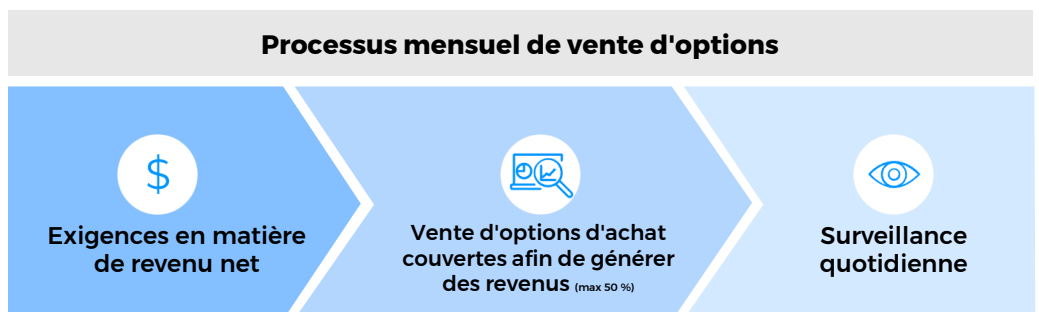 Processus mensuel de vente d'options
$
Exigences en matière
de revenu net
Vente d'options d'achat
couvertes afin de générer
des revenus (max 50 %)
Surveillance
quotidienne